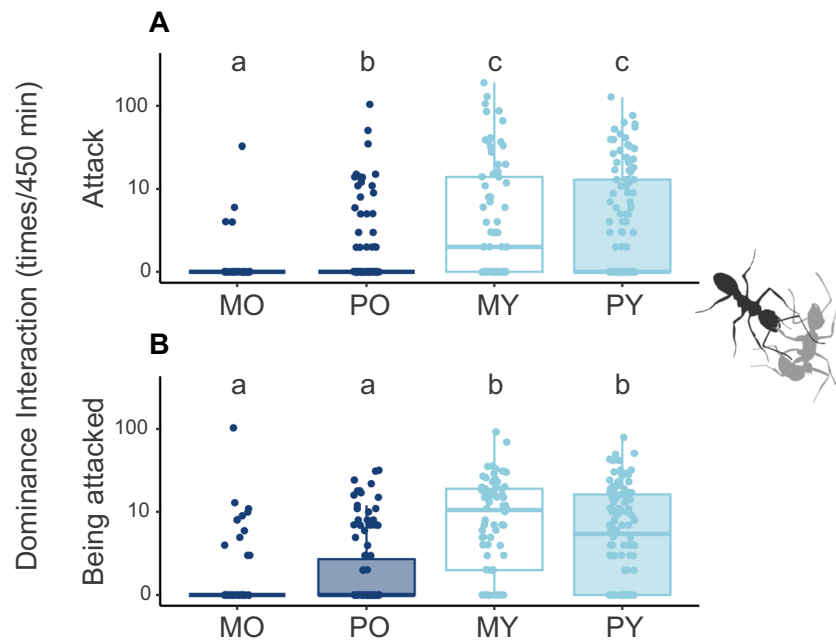 Dominance Interaction (times/450 min)
A
Attack
a b c c
100
10
0
MO PO MY PY
B
Being attacked
a a b b
100
10
0
MO PO MY PY